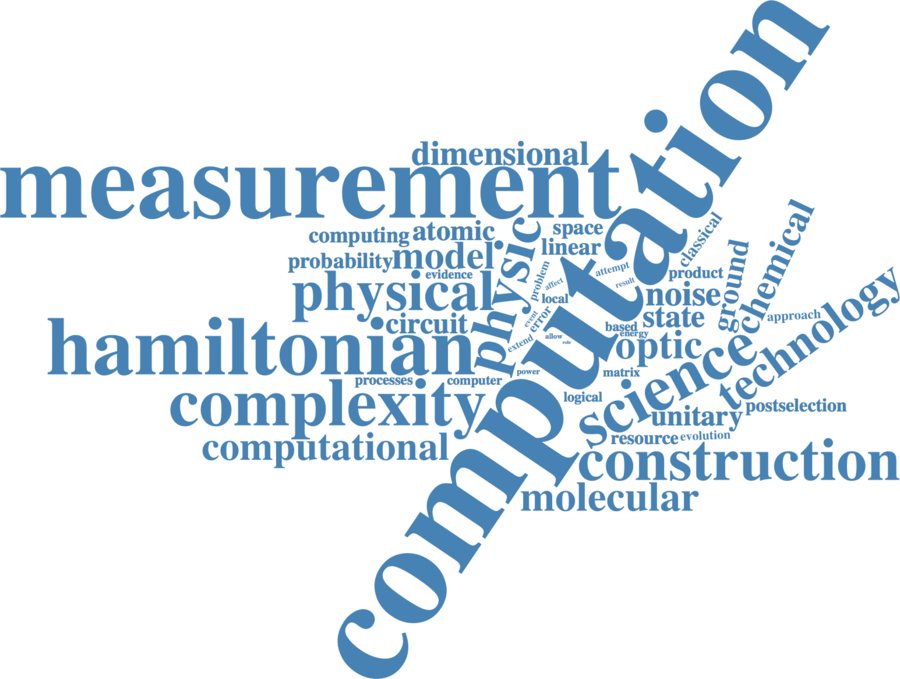 computation
dimensional
measurement
computing
atomic
space
linear
classical
chemical
probability
model
evidence
physic
problem
affect
attempt
result
product
ground
physical
local
noise
technology
circuit
event
error
state
approach
hamiltonian
extend
allow
role
based
energy
optic
science
processes
computer
power
matrix
complexity
logical
unitary
postselection
computational
resource
evolution
construction
molecular